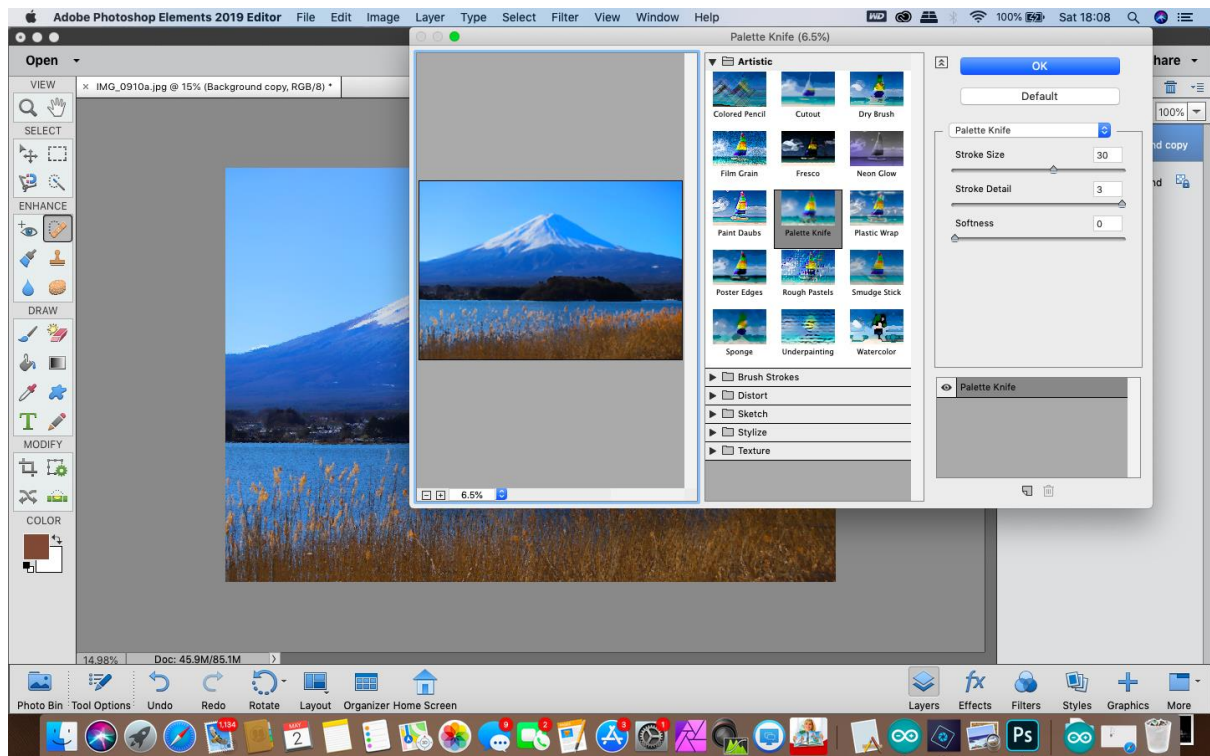 Adobe Photoshop Elements 2019 Editor File Edit Image Layer Type Select Filter View Window Help WD 100% Sat 18:08
Palette Knife (6.5%)
Open
hare
VIEW
× IMG_0910a.jpg @ 15% (Background copy, RGB/8) *
100%
SELECT
nd copy
nd
ENHANCE
DRAW
T
MODIFY
COLOR
Artistic
Colored Pencil Cutout Dry Brush
Film Grain Fresco Neon Glow
Paint Daubs Palette Knife Plastic Wrap
Poster Edges Rough Pastels Smudge Stick
Sponge Underpainting Watercolor
Brush Strokes
Distort
Sketch
Stylize
Texture
6.5%
OK
Default
Palette Knife
Stroke Size 30
Stroke Detail 3
Softness 0
Palette Knife
14.98% Doc: 45.9M/85.1M
Photo Bin Tool Options Undo Redo Rotate Layout Organizer Home Screen
fx
Layers Effects Filters Styles Graphics More
1,134
MAY
2
9
2
3
1
Ps